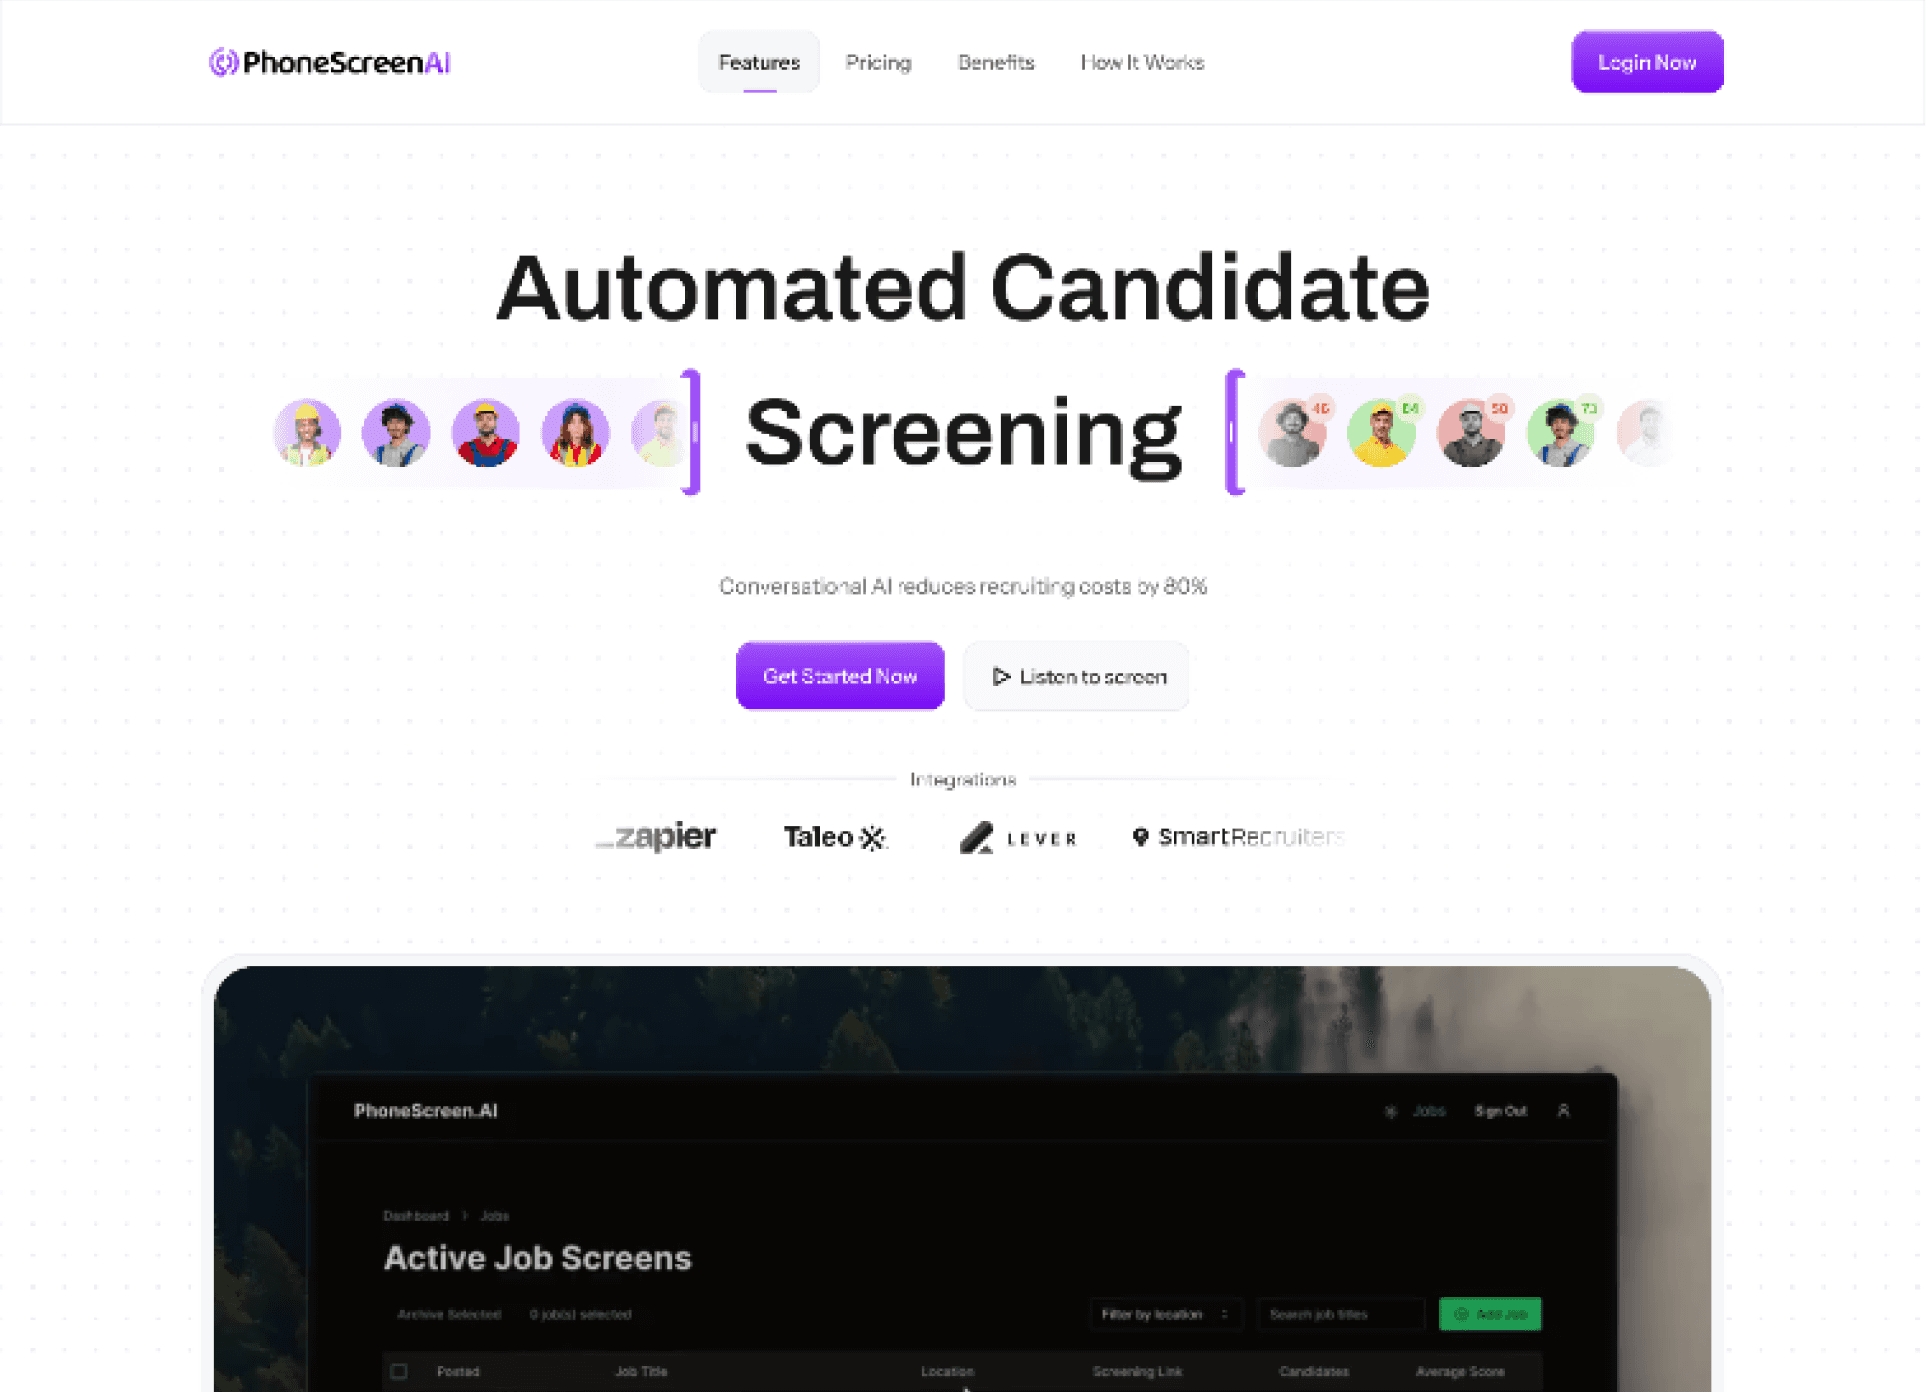 PhoneScreenAI
Features
Pricing
Benefits
How It Works
Login Now
Automated Candidate
Screening
46
84
50
73
Conversational AI reduces recruiting costs by 80%
Get Started Now
Listen to screen
Integrations
_zapier
Taleo
LEVER
SmartRecruiters
PhoneScreen.AI
Jobs
Sign Out
Dashboard > Jobs
Active Job Screens
Archive Selected
0 job(s) selected
Filter by location
Search job titles
Add Job
Posted
Job Title
Location
Screening Link
Candidates
Average Score